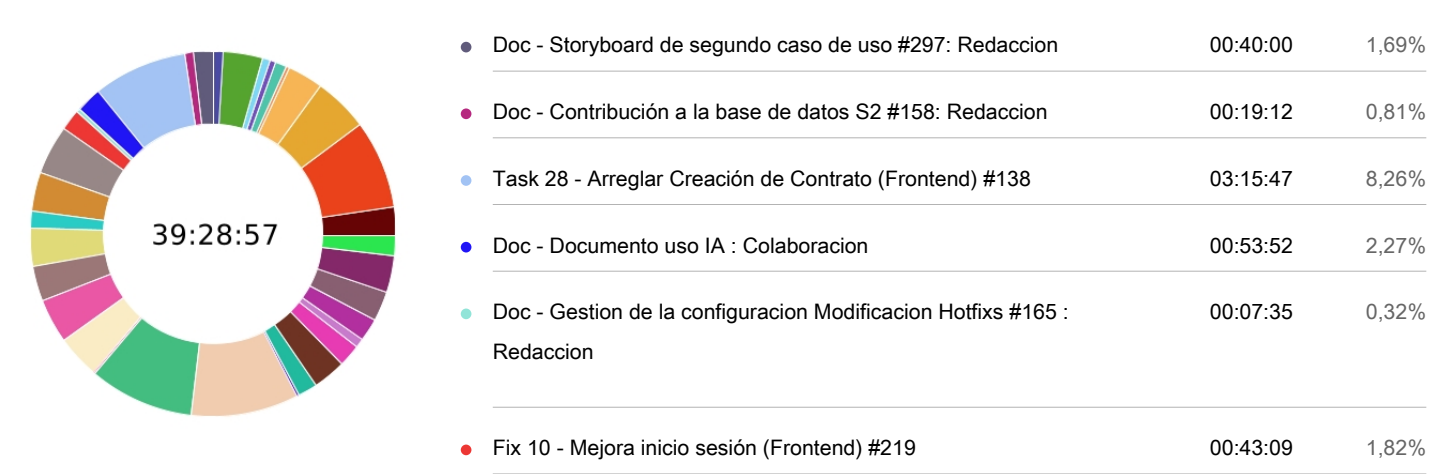 39:28:57
Doc - Storyboard de segundo caso de uso #297: Redaccion 00:40:00 1,69%
Doc - Contribución a la base de datos S2 #158: Redaccion 00:19:12 0,81%
Task 28 - Arreglar Creación de Contrato (Frontend) #138 03:15:47 8,26%
Doc - Documento uso IA : Colaboracion 00:53:52 2,27%
Doc - Gestion de la configuracion Modificacion Hotfixs #165 : 00:07:35 0,32%
Redaccion
Fix 10 - Mejora inicio sesión (Frontend) #219 00:43:09 1,82%